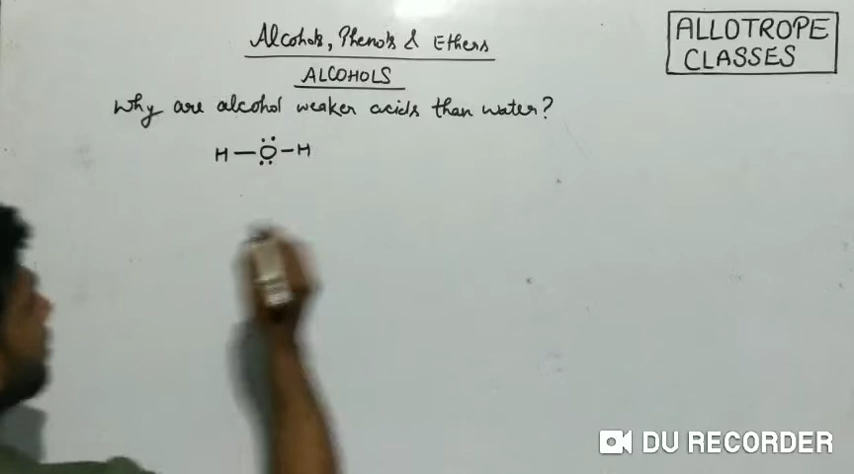 Alcohols, Phenols & Ethers
ALLOTROPE
CLASSES
ALCOHOLS
Why are alcohol weaker acids than water?
H—O—H
DU RECORDER